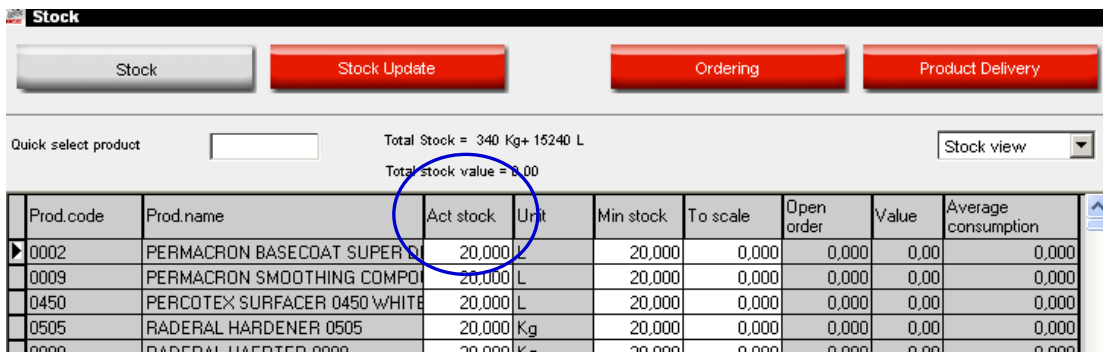 Stock
Stock Stock Update Ordering Product Delivery
Total Stock = 340 Kg+ 15240 L
Quick select product Stock view
Total stock value = 0,00
Prod.code Prod.name Act stock Unit Min stock To scale Open order Value Average consumption
0002 PERMACRON BASECOAT SUPER 20,000 L 20,000 0,000 0,000 0,00 0,000
0009 PERMACRON SMOOTHING COMPO 20,000 L 20,000 0,000 0,000 0,00 0,000
0450 PERCOTEX SURFACER 0450 WHITE 20,000 L 20,000 0,000 0,000 0,00 0,000
0505 RADERAL HARDENER 0505 20,000 Kg 20,000 0,000 0,000 0,00 0,000